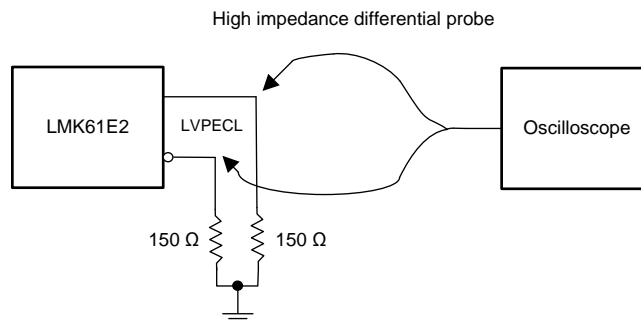 High impedance differential probe
LMK61E2
LVPECL
Oscilloscope
150 Ω
150 Ω